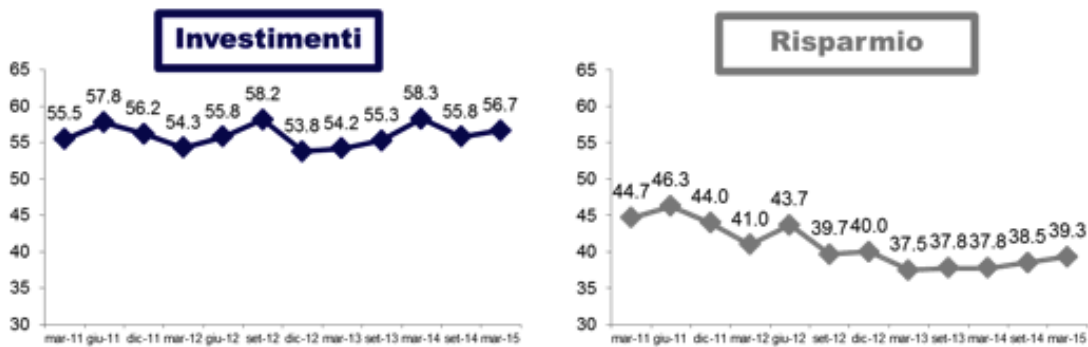 Investimenti
65
60
55
50
45
40
35
30
55.5 57.8 56.2 54.3 55.8 58.2 53.8 54.2 55.3 58.3 55.8 56.7
mar-11 giu-11 dic-11 mar-12 giu-12 set-12 dic-12 mar-13 set-13 mar-14 set-14 mar-15
Risparmio
65
60
55
50
45
40
35
30
44.7 46.3 44.0 41.0 43.7 39.7 40.0 37.5 37.8 37.8 38.5 39.3
mar-11 giu-11 dic-11 mar-12 giu-12 set-12 dic-12 mar-13 set-13 mar-14 set-14 mar-15